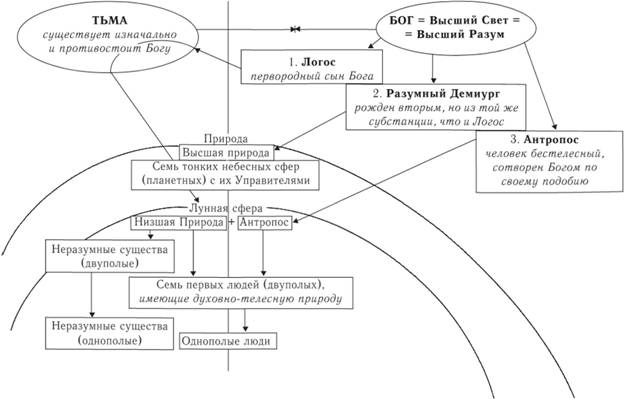 ТЬМА
существует изначально
и противостоит Богу
БОГ = Высший Свет =
= Высший Разум
1. Логос
первородный сын Бога
2. Разумный Демиург
рожден вторым, но из той же
субстанции, что и Логос
3. Антропос
человек бестелесный,
сотворен Богом по
своему подобию
Природа
Высшая природа
Семь тонких небесных сфер
(планетных) с их Управителями
Лунная сфера
Низшая Природа + Антропос
Неразумные существа
(двуполые)
Семь первых людей (двуполых),
имеющие духовно-телесную природу
Неразумные существа
(однополые)
Однополые люди